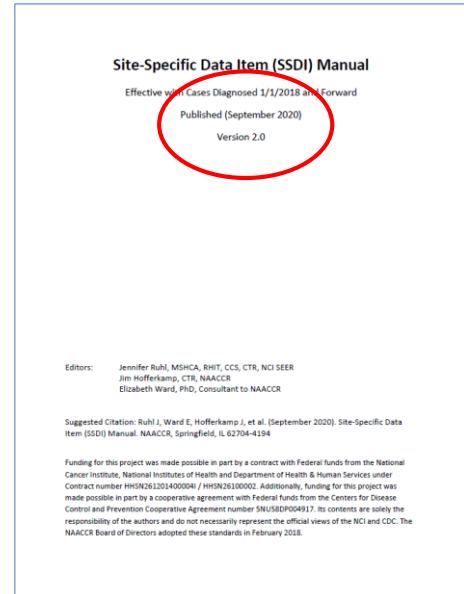 Site-Specific Data Item (SSDI) Manual
Effective with Cases Diagnosed 1/1/2018 and Forward
Published (September 2020)
Version 2.0
Editors: Jennifer Ruhl, MSHCA, RHIT, CCS, CTR, NCI SEER
Jim Hofferkamp, CTR, NAACCR
Elizabeth Ward, PhD, Consultant to NAACCR
Suggested Citation: Ruhl J, Ward E, Hofferkamp J, et al. (September 2020). Site-Specific Data
Item (SSDI) Manual. NAACCR, Springfield, IL 62704-4194
Funding for this project was made possible in part by a contract with Federal funds from the National
Cancer Institute, National Institutes of Health and Department of Health & Human Services under
Contract number HHSN261201400004I / HHSN26100002. Additionally, funding for this project was
made possible in part by a cooperative agreement with Federal funds from the Centers for Disease
Control and Prevention Cooperative Agreement number 5NU58DP004917. Its contents are solely the
responsibility of the authors and do not necessarily represent the official views of the NCI and CDC. The
NAACCR Board of Directors adopted these standards in February 2018.